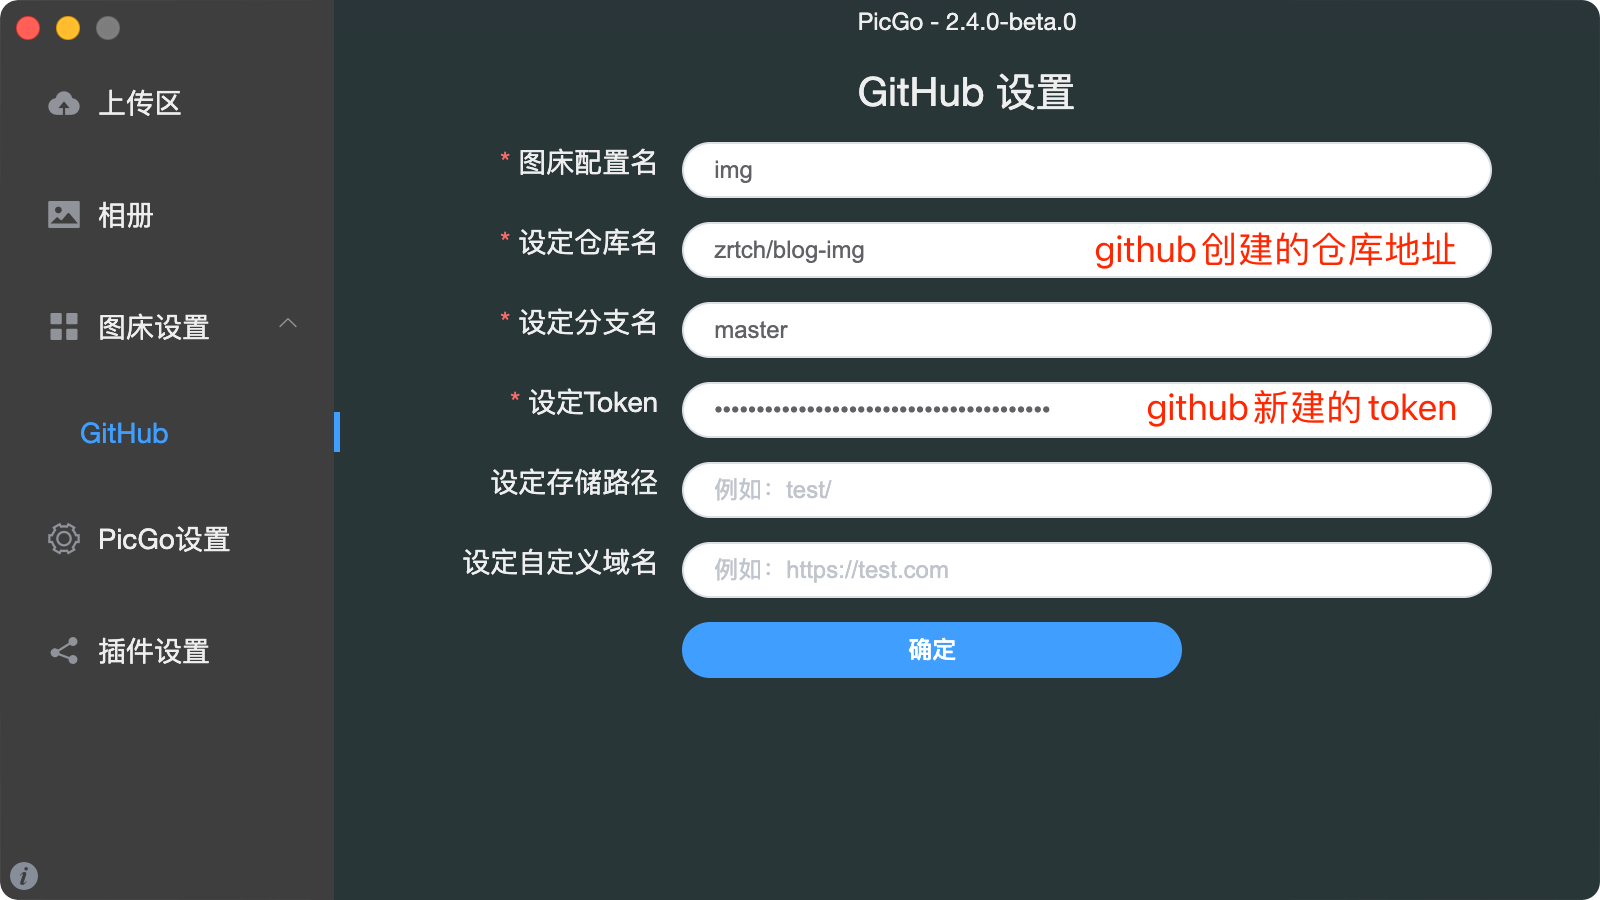 PicGo - 2.4.0-beta.0
上传区
相册
图床设置
GitHub
PicGo设置
插件设置
GitHub 设置
* 图床配置名 img
* 设定仓库名 zrtch/blog-img github创建的仓库地址
* 设定分支名 master
* 设定Token •••••••••••••••••••••••••••••••••••••••• github新建的token
设定存储路径 例如：test/
设定自定义域名 例如：https://test.com
确定
i